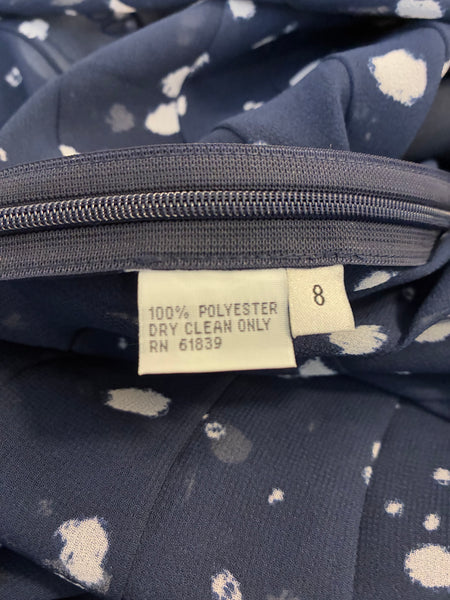 100% POLYESTER
DRY CLEAN ONLY
RN 61839
8